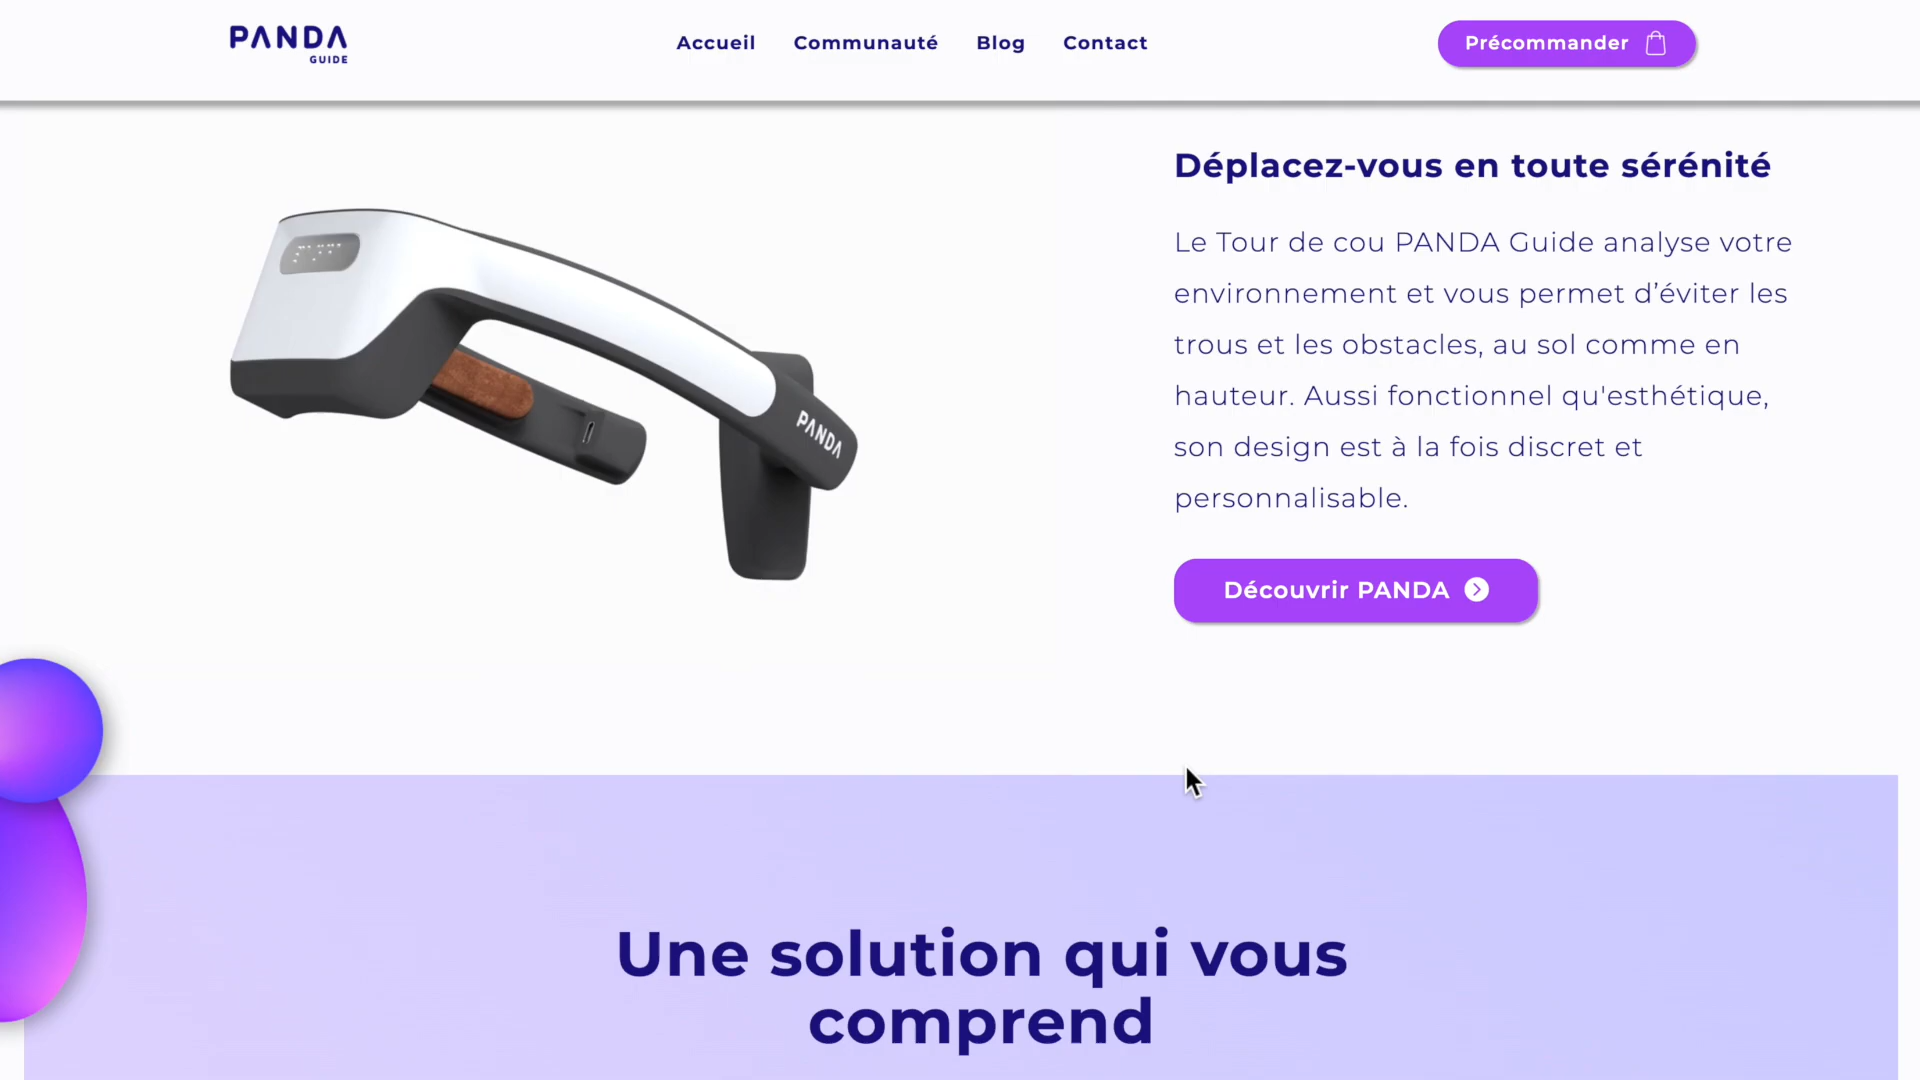 PANDA
GUIDE
Accueil
Communauté
Blog
Contact
Précommander
Déplacez-vous en toute sérénité
Le Tour de cou PANDA Guide analyse votre
environnement et vous permet d’éviter les
trous et les obstacles, au sol comme en
hauteur. Aussi fonctionnel qu'esthétique,
son design est à la fois discret et
personnalisable.
PANDA
Découvrir PANDA
Une solution qui vous
comprend